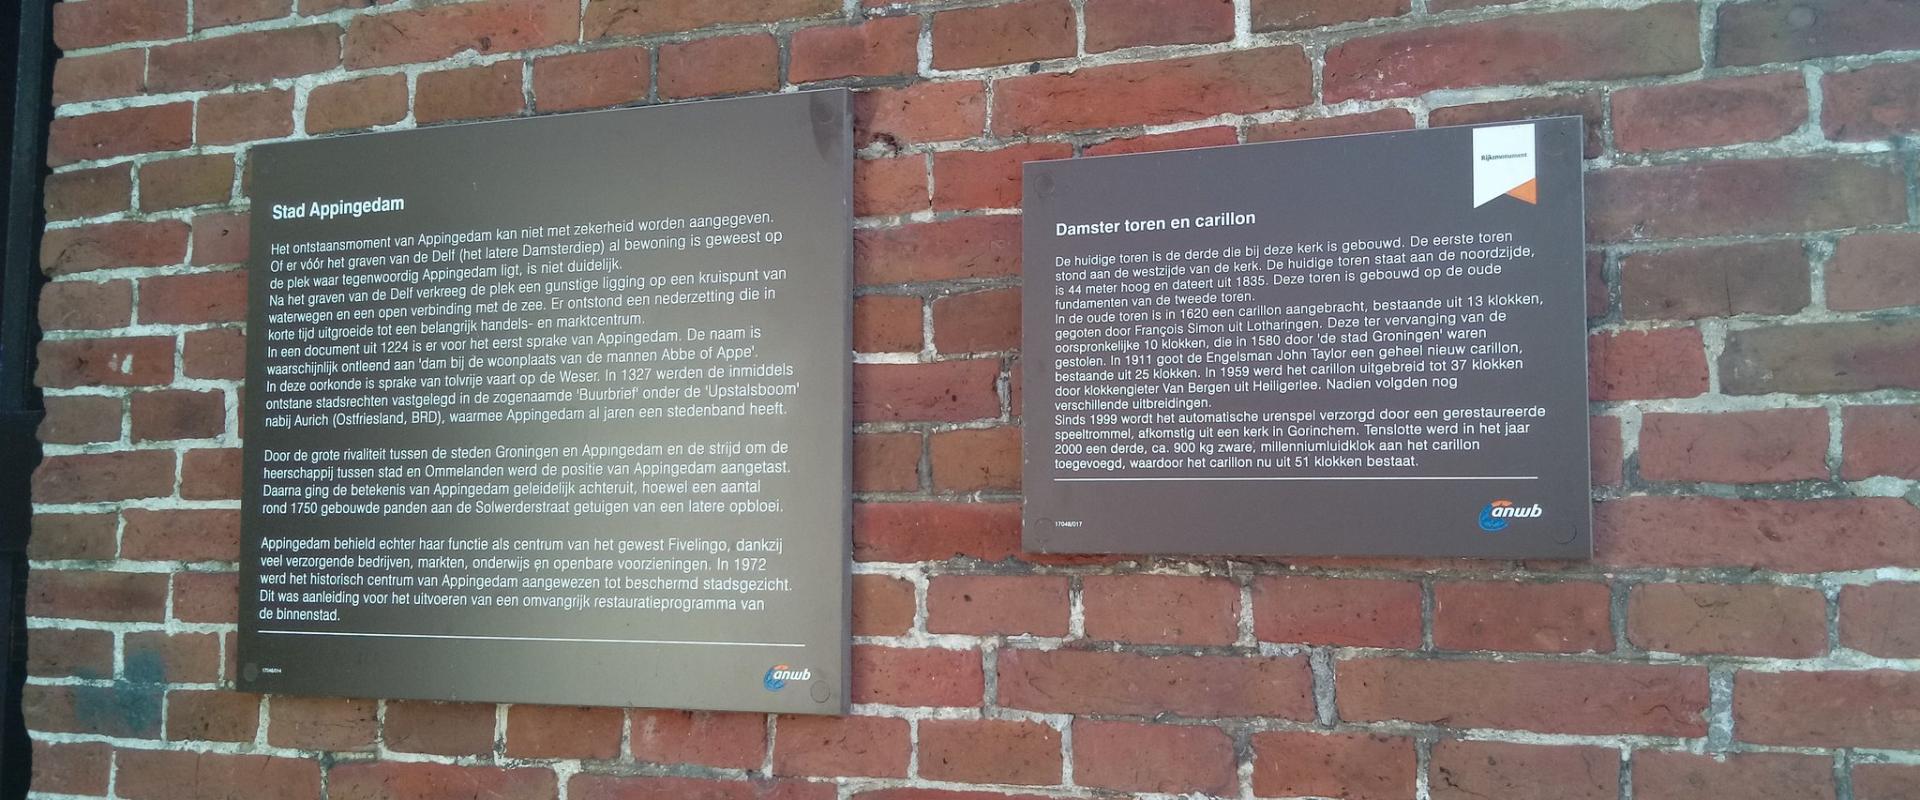 Stad Appingedam
Het ontstaansmoment van Appingedam kan niet met zekerheid worden aangegeven.
Of er vóór het graven van de Delf (het latere Damsterdiep) al bewoning is geweest op
de plek waar tegenwoordig Appingedam ligt, is niet duidelijk.
Na het graven van de Delf verkreeg de plek een gunstige ligging op een kruispunt van
waterwegen en een open verbinding met de zee. Er ontstond een nederzetting die in
korte tijd uitgroeide tot een belangrijk handels- en marktcentrum.
In een document uit 1224 is er voor het eerst sprake van Appingedam. De naam is
waarschijnlijk ontleend aan 'dam bij de woonplaats van de mannen Abbe of Appe'.
In deze oorkonde is sprake van tolvrije vaart op de Weser. In 1327 werden de inmiddels
ontstane stadsrechten vastgelegd in de zogenaamde 'Buurbrief' onder de 'Upstalsboom'
nabij Aurich (Ostfriesland, BRD), waarmee Appingedam al jaren een stedenband heeft.
Door de grote rivaliteit tussen de steden Groningen en Appingedam en de strijd om de
heerschappij tussen stad en Ommelanden werd de positie van Appingedam aangetast.
Daarna ging de betekenis van Appingedam geleidelijk achteruit, hoewel een aantal
rond 1750 gebouwde panden aan de Solwerderstraat getuigen van een latere opbloei.
Appingedam behield echter haar functie als centrum van het gewest Fivelingo, dankzij
veel verzorgende bedrijven, markten, onderwijs en openbare voorzieningen. In 1972
werd het historisch centrum van Appingedam aangewezen tot beschermd stadsgezicht.
Dit was aanleiding voor het uitvoeren van een omvangrijk restauratieprogramma van
de binnenstad.
17048/014
anwb
Rijksmonument
Damster toren en carillon
De huidige toren is de derde die bij deze kerk is gebouwd. De eerste toren
stond aan de westzijde van de kerk. De huidige toren staat aan de noordzijde,
is 44 meter hoog en dateert uit 1835. Deze toren is gebouwd op de oude
fundamenten van de tweede toren.
In de oude toren is in 1620 een carillon aangebracht, bestaande uit 13 klokken,
gegoten door François Simon uit Lotharingen. Deze ter vervanging van de
oorspronkelijke 10 klokken, die in 1580 door 'de stad Groningen' waren
gestolen. In 1911 goot de Engelsman John Taylor een geheel nieuw carillon,
bestaande uit 25 klokken. In 1959 werd het carillon uitgebreid tot 37 klokken
door klokkengieter Van Bergen uit Heiligerlee. Nadien volgden nog
verschillende uitbreidingen.
Sinds 1999 wordt het automatische urenspel verzorgd door een gerestaureerde
speeltrommel, afkomstig uit een kerk in Gorinchem. Tenslotte werd in het jaar
2000 een derde, ca. 900 kg zware, millenniumluidklok aan het carillon
toegevoegd, waardoor het carillon nu uit 51 klokken bestaat.
17048/017
anwb